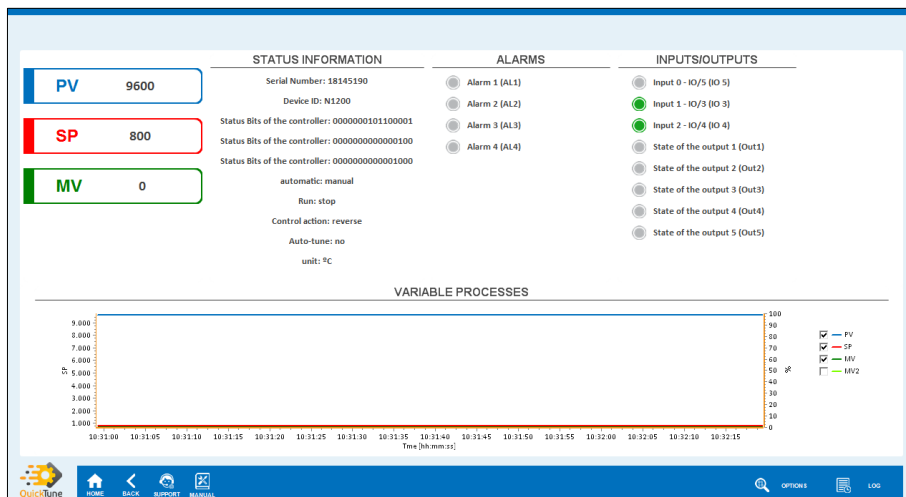 STATUS INFORMATION
ALARMS
INPUTS/OUTPUTS
PV 9600
SP 800
MV 0
Serial Number: 18145190
Device ID: N1200
Status Bits of the controller: 0000000101100001
Status Bits of the controller: 0000000000000100
Status Bits of the controller: 0000000000001000
automatic: manual
Run: stop
Control action: reverse
Auto-tune: no
unit: ºC
Alarm 1 (AL1)
Alarm 2 (AL2)
Alarm 3 (AL3)
Alarm 4 (AL4)
Input 0 - IO/5 (IO 5)
Input 1 - IO/3 (IO 3)
Input 2 - IO/4 (IO 4)
State of the output 1 (Out1)
State of the output 2 (Out2)
State of the output 3 (Out3)
State of the output 4 (Out4)
State of the output 5 (Out5)
VARIABLE PROCESSES
9.000
8.000
7.000
6.000
5.000
4.000
3.000
2.000
1.000
SP
100
90
80
70
60
50
40
30
20
10
0
%
PV
SP
MV
MV2
10:31:00 10:31:05 10:31:10 10:31:15 10:31:20 10:31:25 10:31:30 10:31:35 10:31:40 10:31:45 10:31:50 10:31:55 10:32:00 10:32:05 10:32:10 10:32:15
Tme [hh:mm:ss]
QuickTune
HOME
BACK
SUPPORT
MANUAL
OPTIONS
LOG